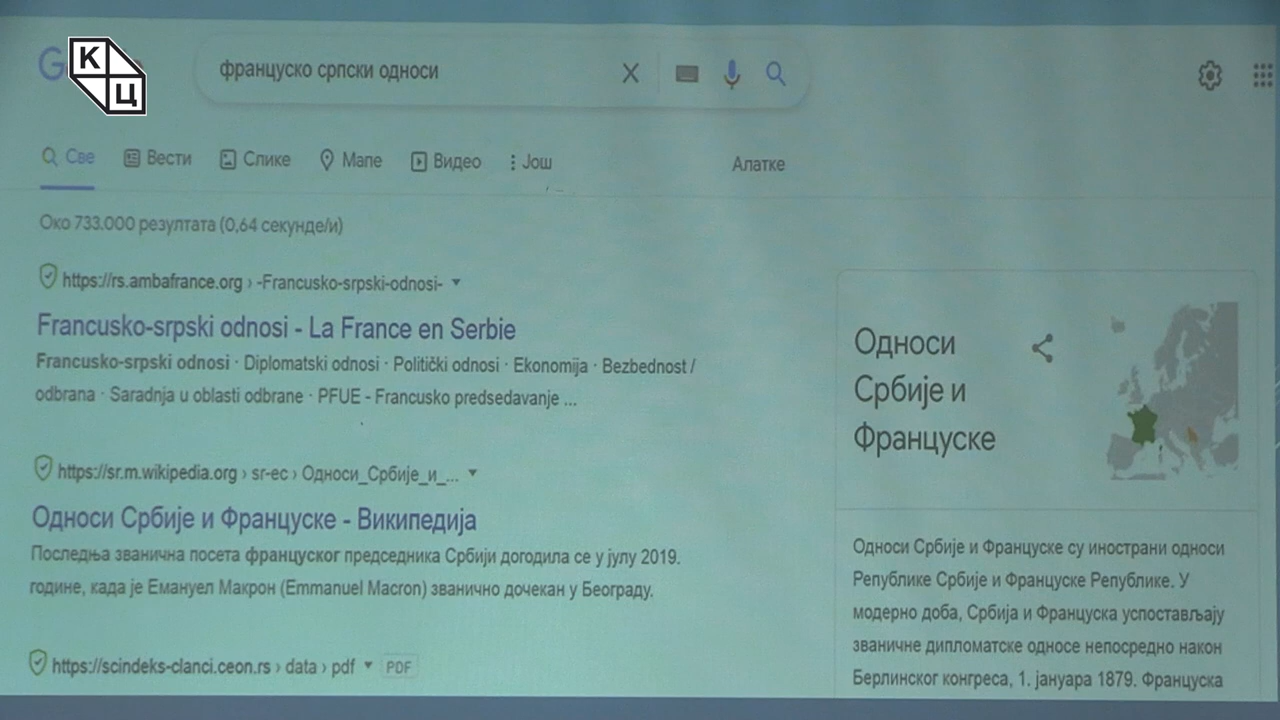 G
К
Ц
француско српски односи
Све
Вести
Слике
Мапе
Видео
Још
Алатке
Око 733.000 резултата (0,64 секунде/и)
https://rs.ambafrance.org › -Francusko-srpski-odnosi-
Francusko-srpski odnosi - La France en Serbie
Francusko-srpski odnosi · Diplomatski odnosi · Politički odnosi · Ekonomija · Bezbednost /
odbrana · Saradnja u oblasti odbrane · PFUE - Francusko predsedavanje ...
https://sr.m.wikipedia.org › sr-ec › Односи_Србије_и_...
Односи Србије и Француске - Википедија
Последња званична посета француског председника Србији догодила се у јулу 2019.
године, када је Емануел Макрон (Emmanuel Macron) званично дочекан у Београду.
https://scindeks-clanci.ceon.rs › data › pdf
PDF
Односи
Србије и
Француске
Односи Србије и Француске су инострани односи
Републике Србије и Француске Републике. У
модерно доба, Србија и Француска успостављају
званичне дипломатске односе непосредно након
Берлинског конгреса, 1. јануара 1879. Француска